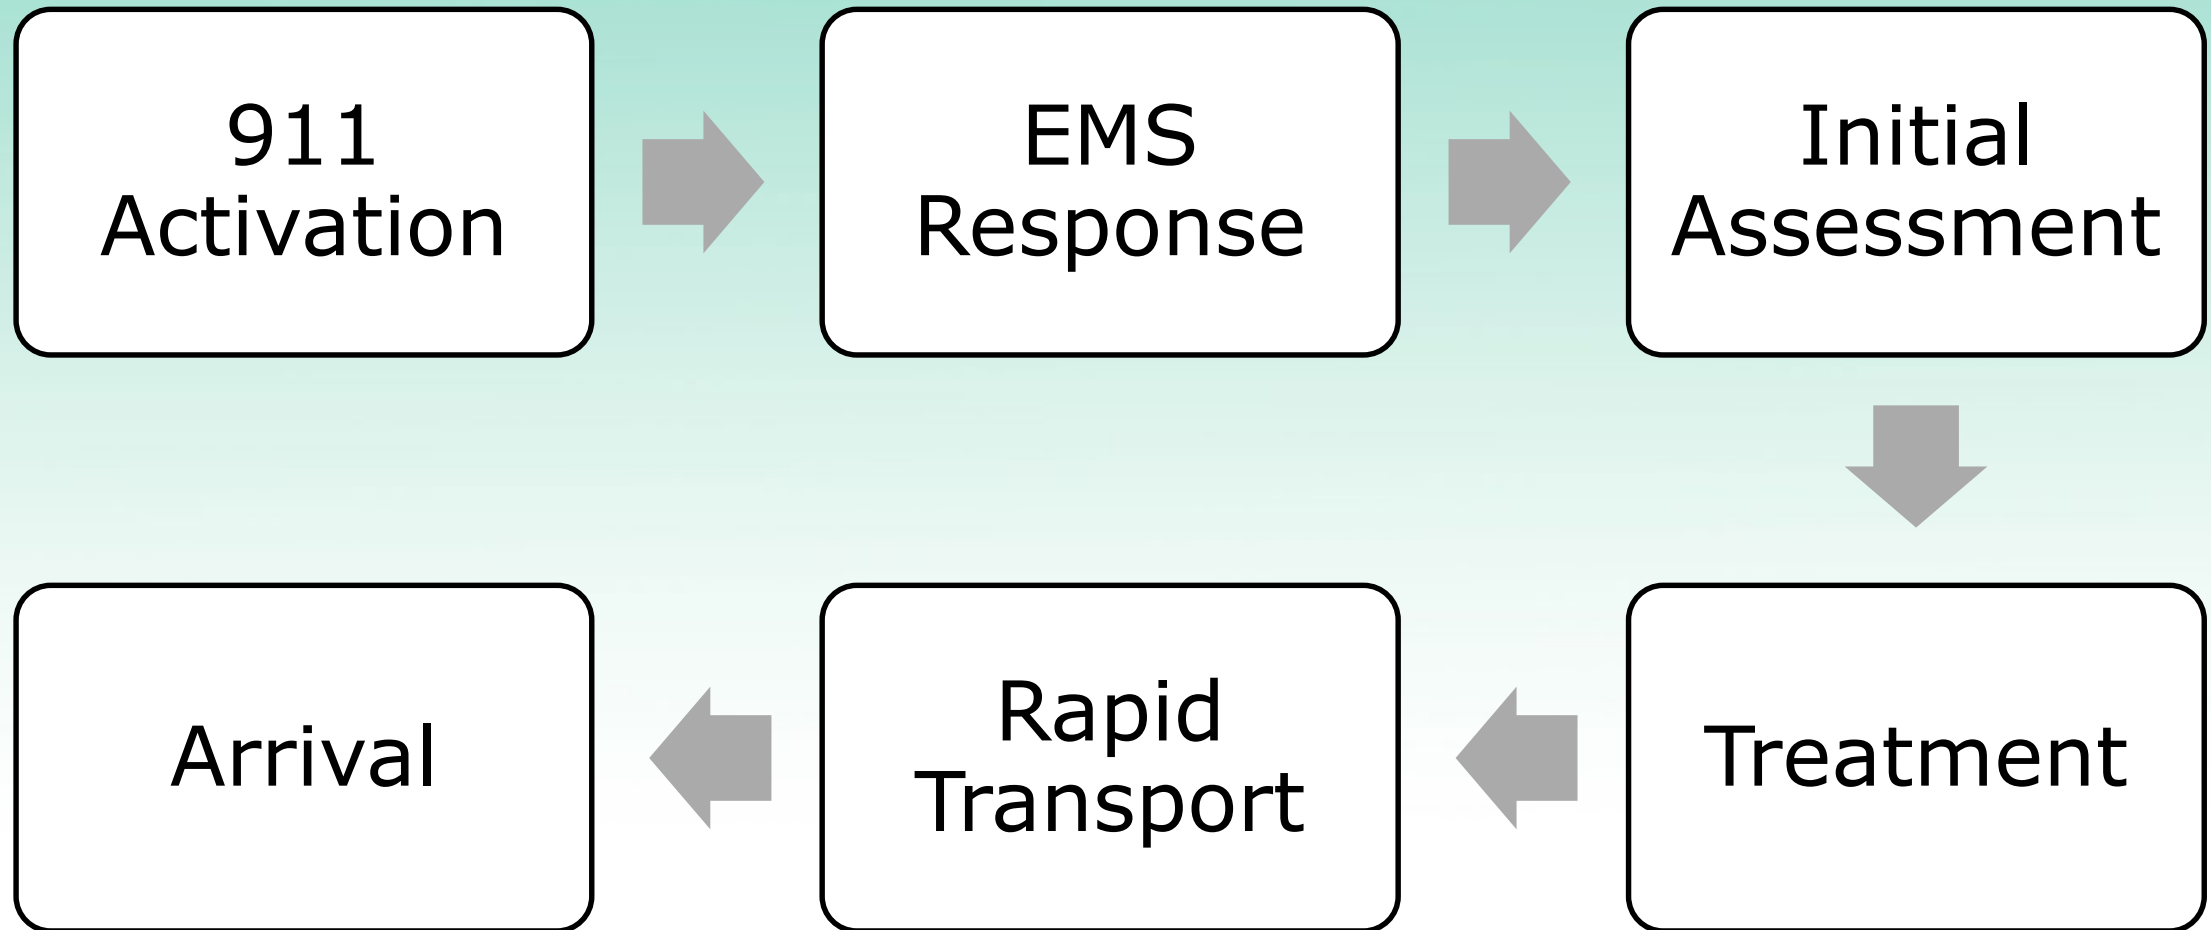 911
Activation
EMS
Response
Initial
Assessment
Treatment
Rapid
Transport
Arrival